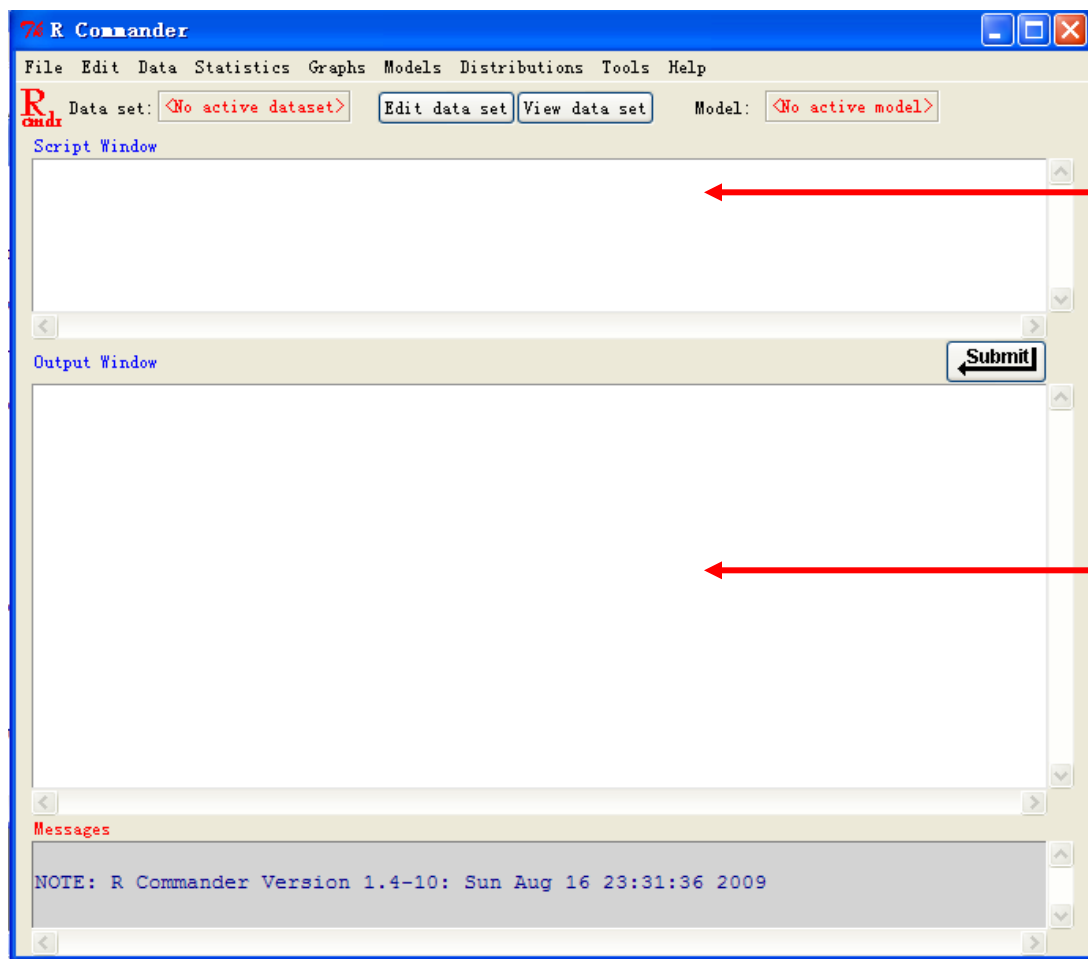 R Commander
File Edit Data Statistics Graphs Models Distributions Tools Help
R cmdr Data set: <No active dataset> Edit data set View data set Model: <No active model>
Script Window
Output Window Submit
Messages
NOTE: R Commander Version 1.4-10: Sun Aug 16 23:31:36 2009